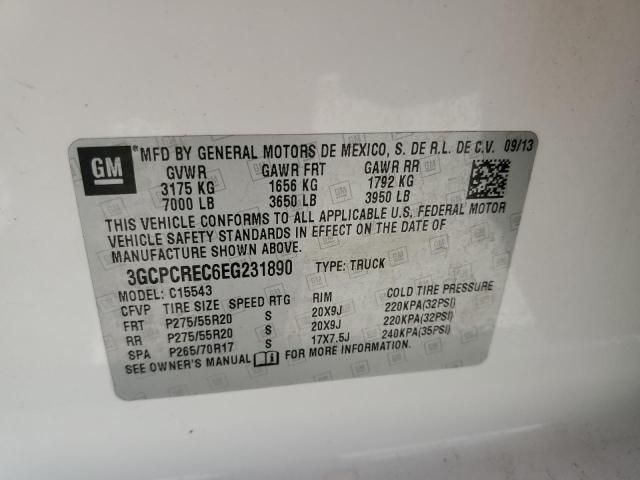 GM ® MFD BY GENERAL MOTORS DE MEXICO, S. DE R.L. DE C.V. 09/13
GVWR GAWR FRT GAWR RR
3175 KG 1656 KG 1792 KG
7000 LB 3650 LB 3950 LB
THIS VEHICLE CONFORMS TO ALL APPLICABLE U.S. FEDERAL MOTOR
VEHICLE SAFETY STANDARDS IN EFFECT ON THE DATE OF
MANUFACTURE SHOWN ABOVE.
3GCPCREC6EG231890 TYPE: TRUCK
MODEL: C15543
CFVP TIRE SIZE SPEED RTG RIM COLD TIRE PRESSURE
FRT P275/55R20 S 20X9J 220KPA(32PSI)
RR P275/55R20 S 20X9J 220KPA(32PSI)
SPA P265/70R17 S 17X7.5J 240KPA(35PSI)
SEE OWNER'S MANUAL FOR MORE INFORMATION.